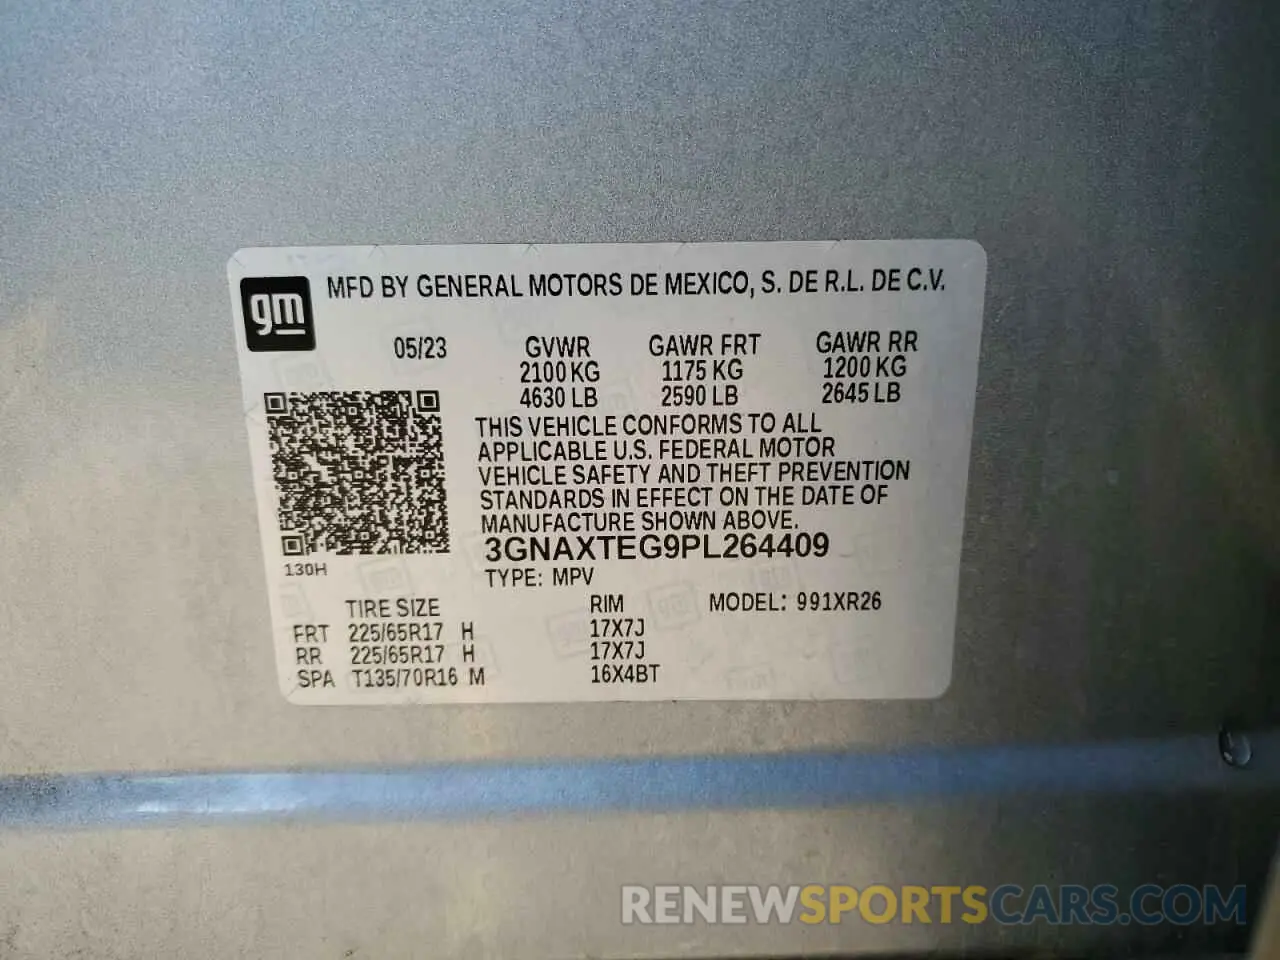 gm
MFD BY GENERAL MOTORS DE MEXICO, S. DE R.L. DE C.V.
05/23 GVWR GAWR FRT GAWR RR
2100 KG 1175 KG 1200 KG
4630 LB 2590 LB 2645 LB
THIS VEHICLE CONFORMS TO ALL
APPLICABLE U.S. FEDERAL MOTOR
VEHICLE SAFETY AND THEFT PREVENTION
STANDARDS IN EFFECT ON THE DATE OF
MANUFACTURE SHOWN ABOVE.
3GNAXTEG9PL264409
130H
TYPE: MPV
TIRE SIZE RIM MODEL: 991XR26
FRT 225/65R17 H 17X7J
RR 225/65R17 H 17X7J
SPA T135/70R16 M 16X4BT
RENEWSPORTSCARS.COM